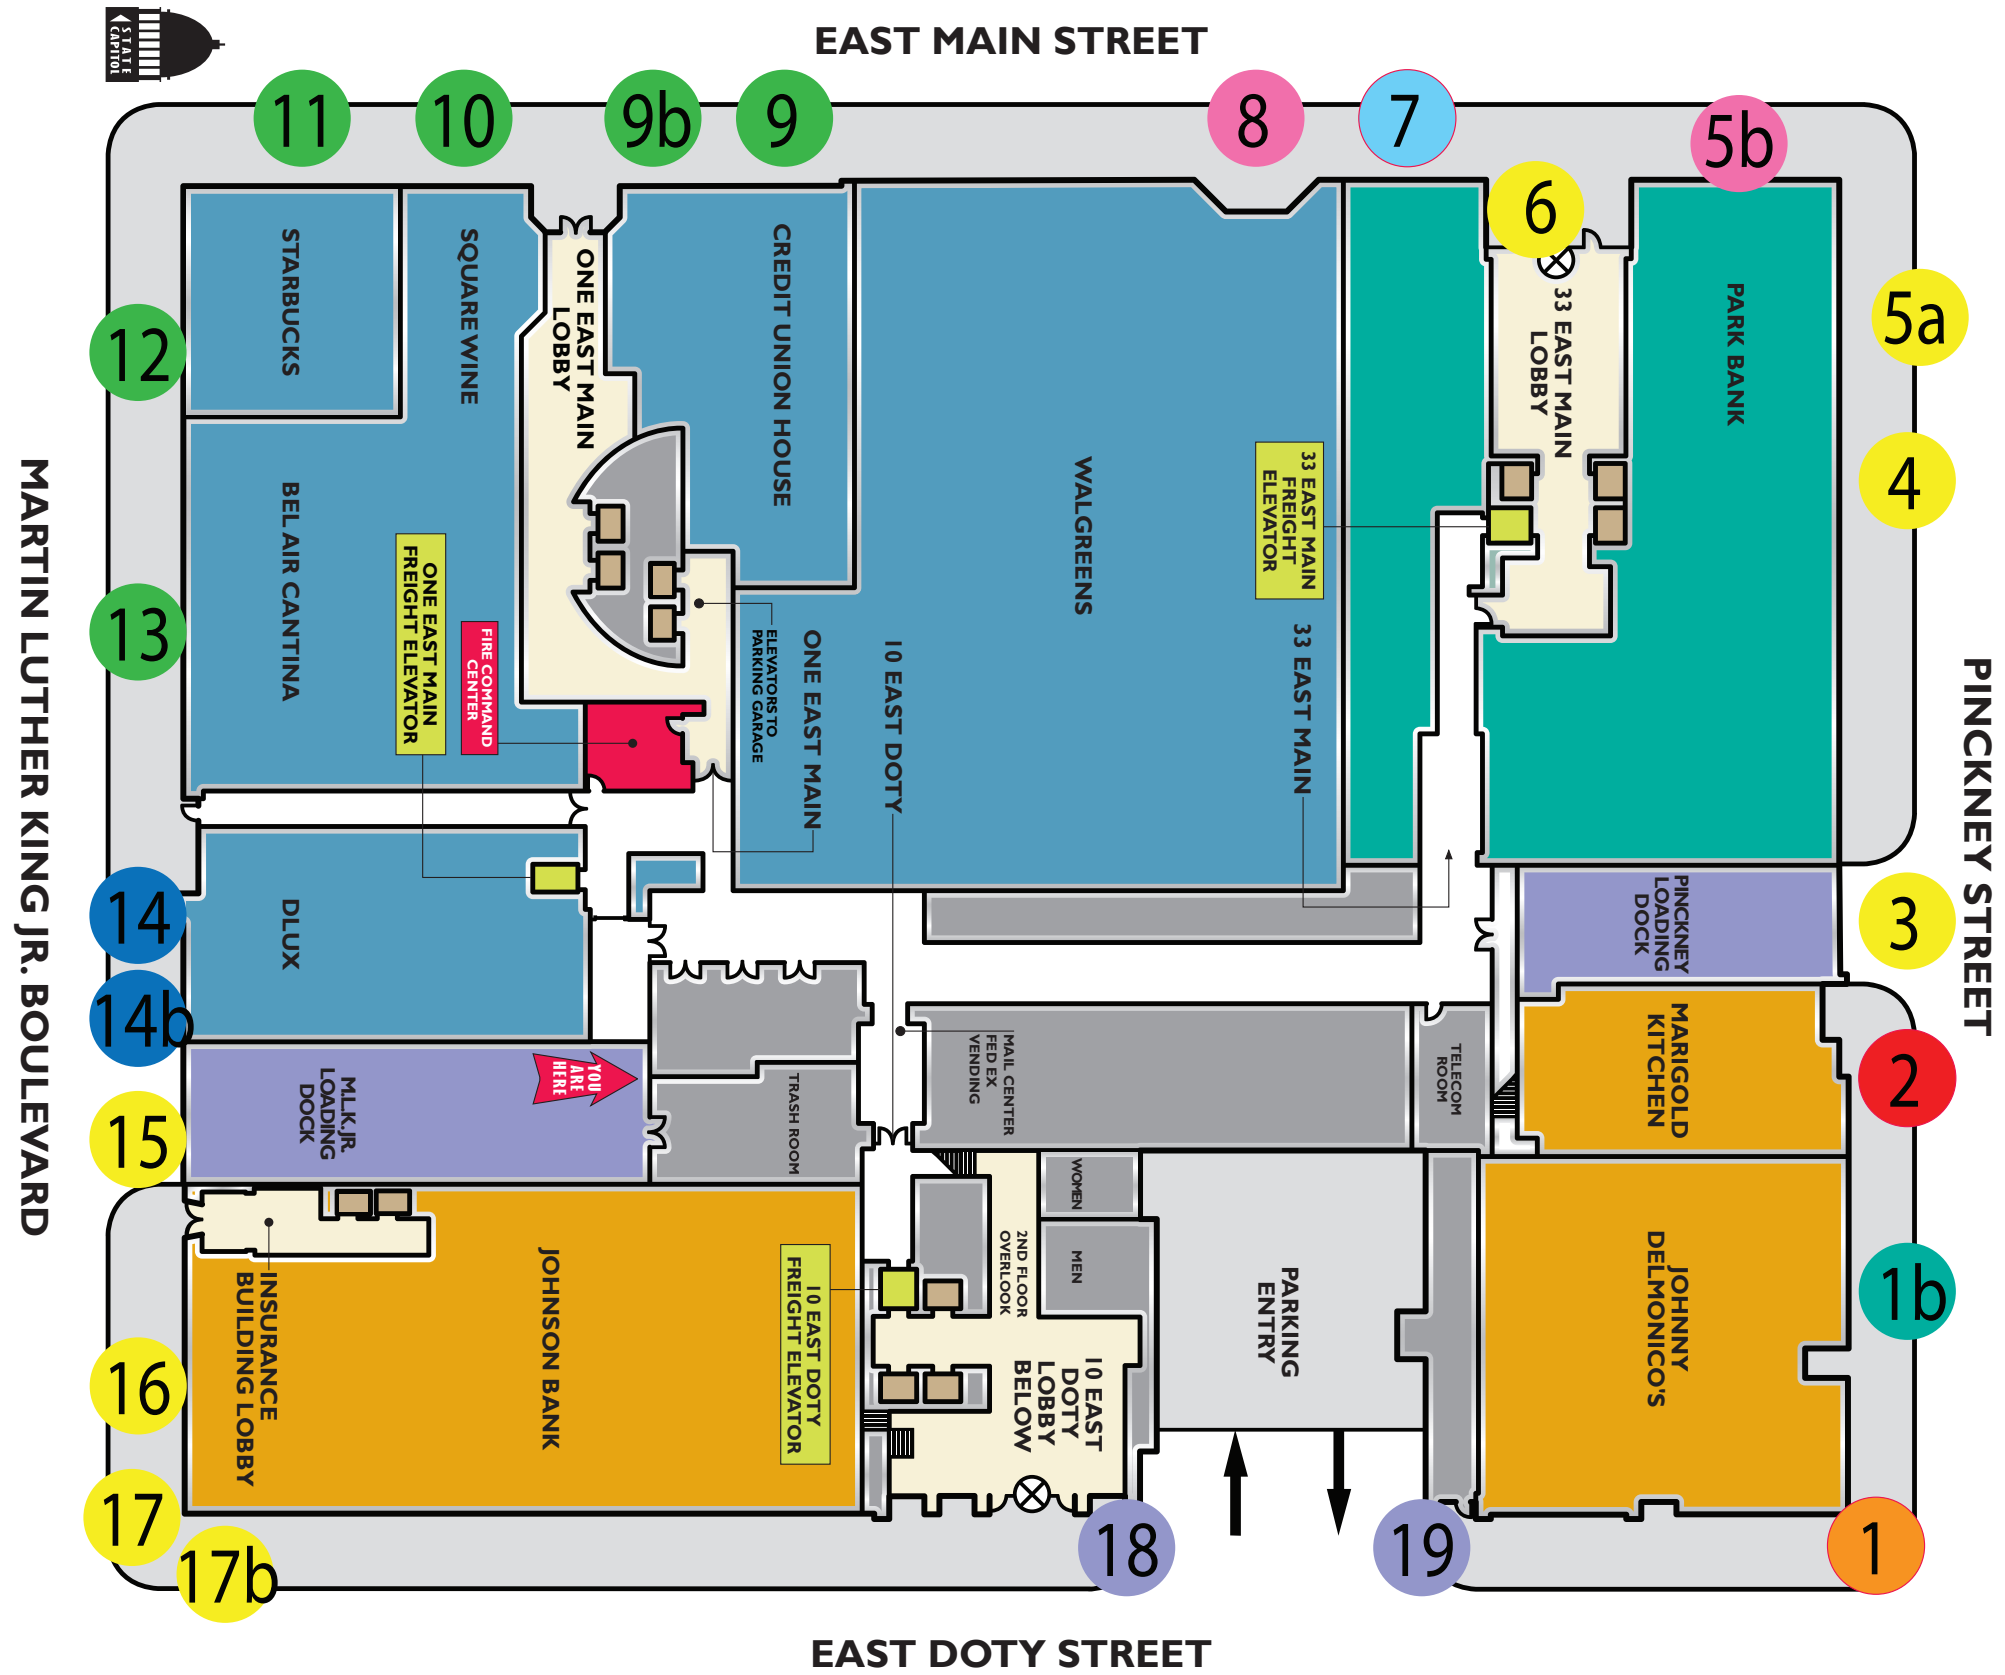 EAST MAIN STREET
STATE
CAPITOL
11
10
9b
9
8
7
5b
6
5a
4
3
2
1b
1
12
13
14
14b
15
16
17
17b
18
19
STARBUCKS
SQUARE WINE
ONE EAST MAIN
LOBBY
CREDIT UNION HOUSE
WALGREENS
33 EAST MAIN
FREIGHT
ELEVATOR
33 EAST MAIN
LOBBY
PARK BANK
BEL AIR CANTINA
ONE EAST MAIN
FREIGHT ELEVATOR
FIRE COMMAND
CENTER
ELEVATORS TO
PARKING GARAGE
ONE EAST MAIN
10 EAST DOTY
33 EAST MAIN
MARTIN LUTHER KING JR. BOULEVARD
PINCKNEY STREET
DLUX
PINCKNEY
LOADING
DOCK
MARIGOLD
KITCHEN
M.L.K. JR.
LOADING
DOCK
YOU
ARE
HERE
TRASH ROOM
MAIL CENTER
FED EX
VENDING
TELECOM
ROOM
WOMEN
MEN
2ND FLOOR
OVERLOOK
INSURANCE
BUILDING LOBBY
JOHNSON BANK
10 EAST DOTY
FREIGHT ELEVATOR
10 EAST
DOTY
LOBBY
BELOW
PARKING
ENTRY
JOHNNY
DELMONICO'S
EAST DOTY STREET